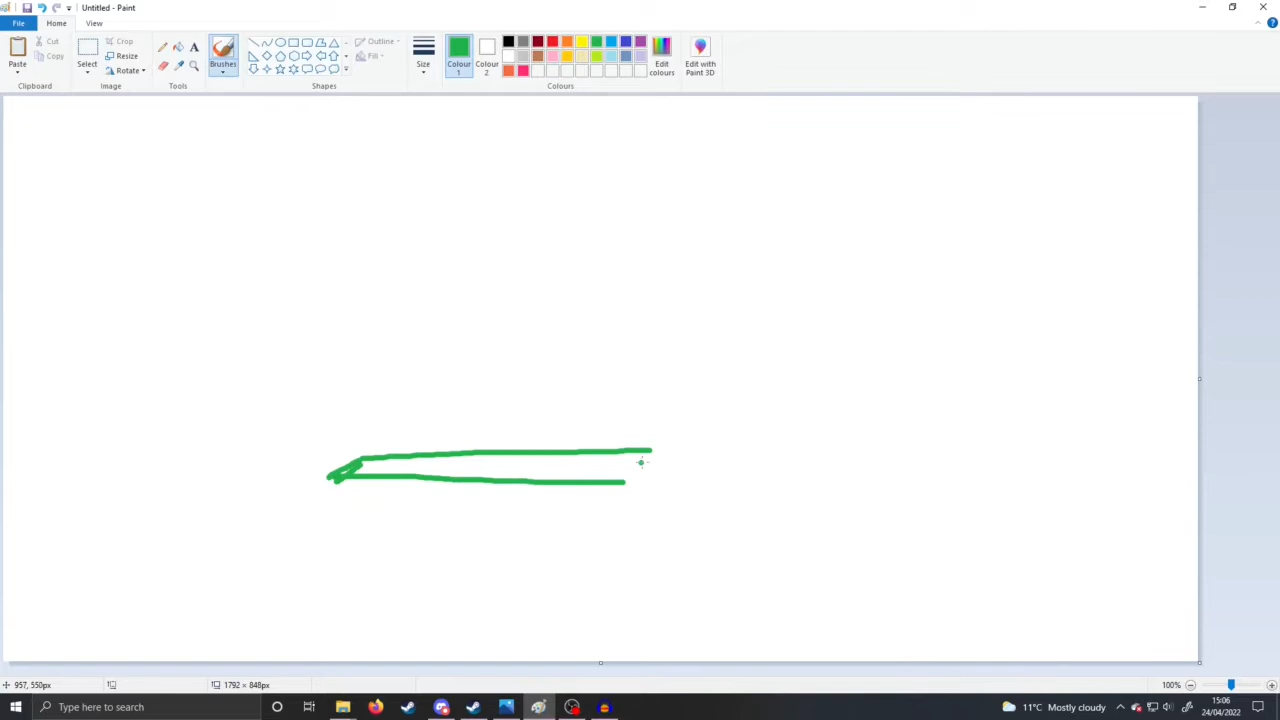 Untitled - Paint
File Home View
Paste
Cut
Copy
Clipboard
Select
Crop
Resize
Rotate
Image
A
Tools
Brushes
Outline
Fill
Shapes
Size
Colour 1
Colour 2
Colours
Edit colours
Edit with Paint 3D
957, 550px
1792 × 848px
100%
Type here to search
11°C Mostly cloudy
15:06
24/04/2022